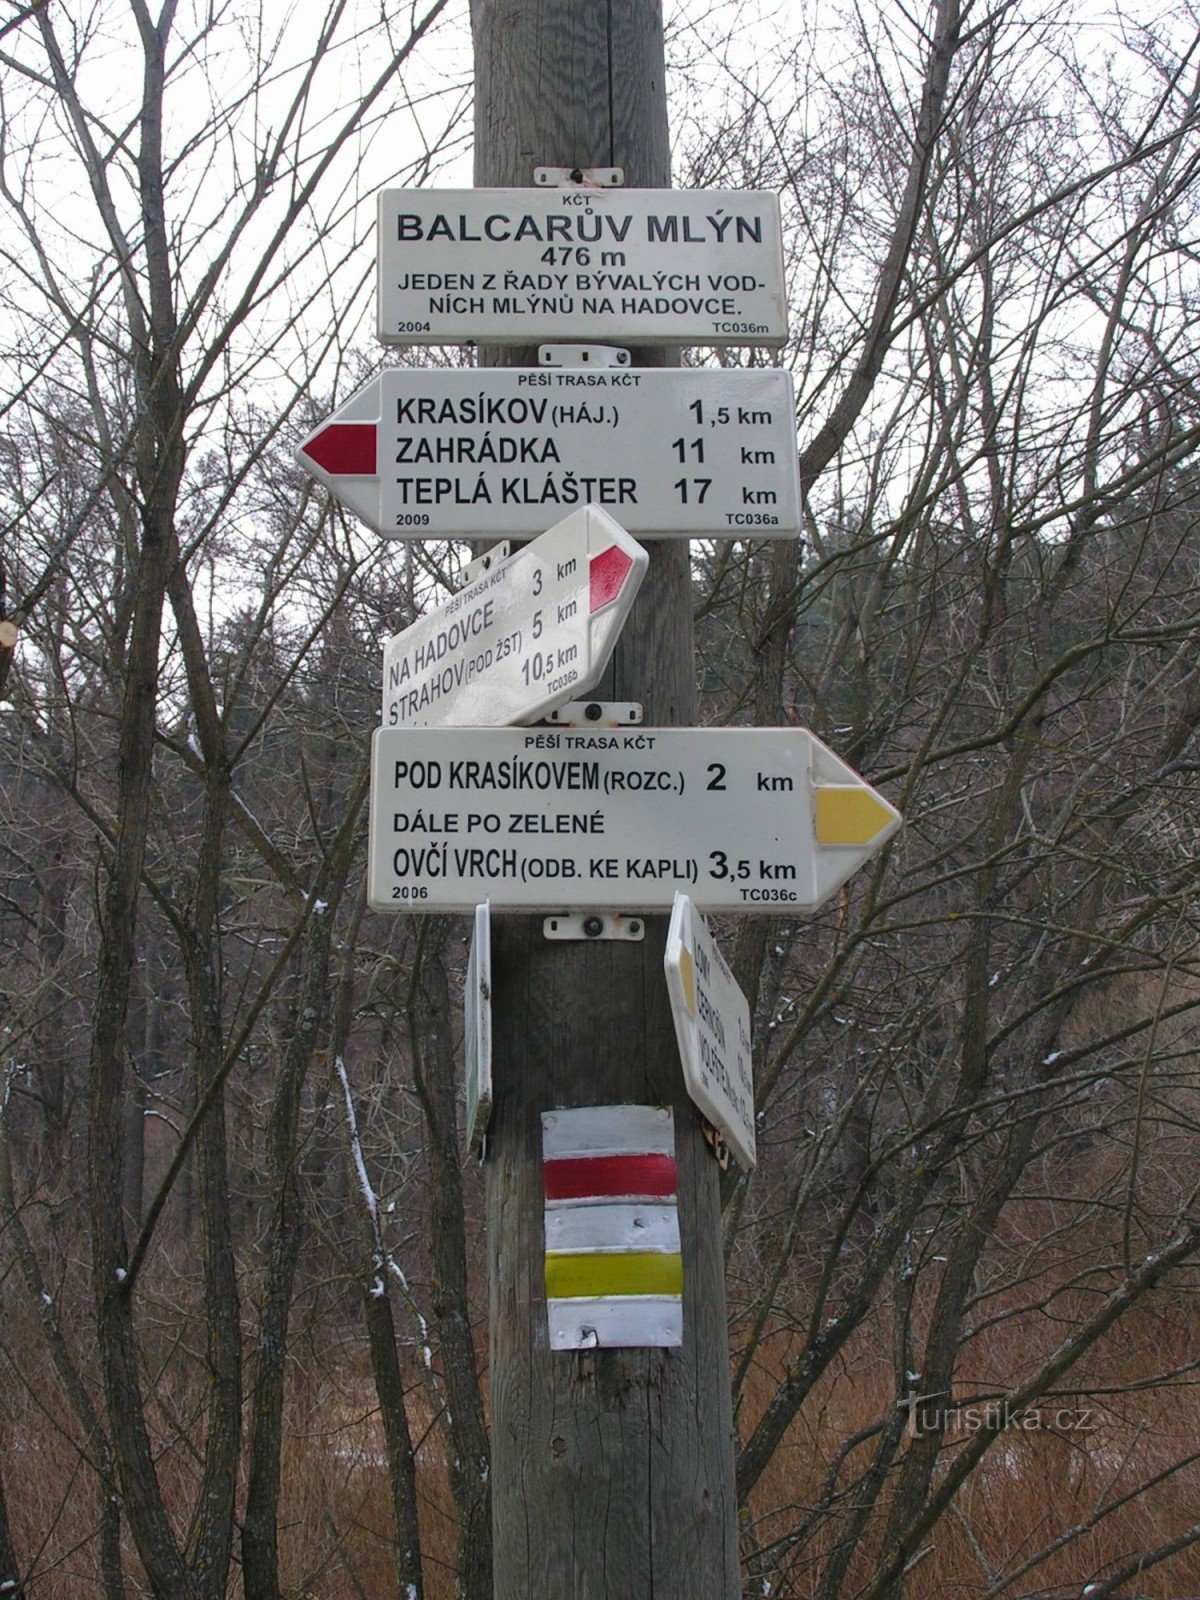 KČT
BALCARŮV MLÝN
476 m
JEDEN Z ŘADY BÝVALÝCH VOD-
NÍCH MLÝNŮ NA HADOVCE.
2004 TC036m
PĚŠÍ TRASA KČT
KRASÍKOV (HÁJ.) 1,5 km
ZAHRÁDKA 11 km
TEPLÁ KLÁŠTER 17 km
2009 TC036a
PĚŠÍ TRASA KČT
NA HADOVCE 3 km
STRAHOV (POD ŽST) 5 km
10,5 km
TC036b
PĚŠÍ TRASA KČT
POD KRASÍKOVEM (ROZC.) 2 km
DÁLE PO ZELENÉ
OVČÍ VRCH (ODB. KE KAPLI) 3,5 km
2006 TC036c
LOMY
Turistika.cz